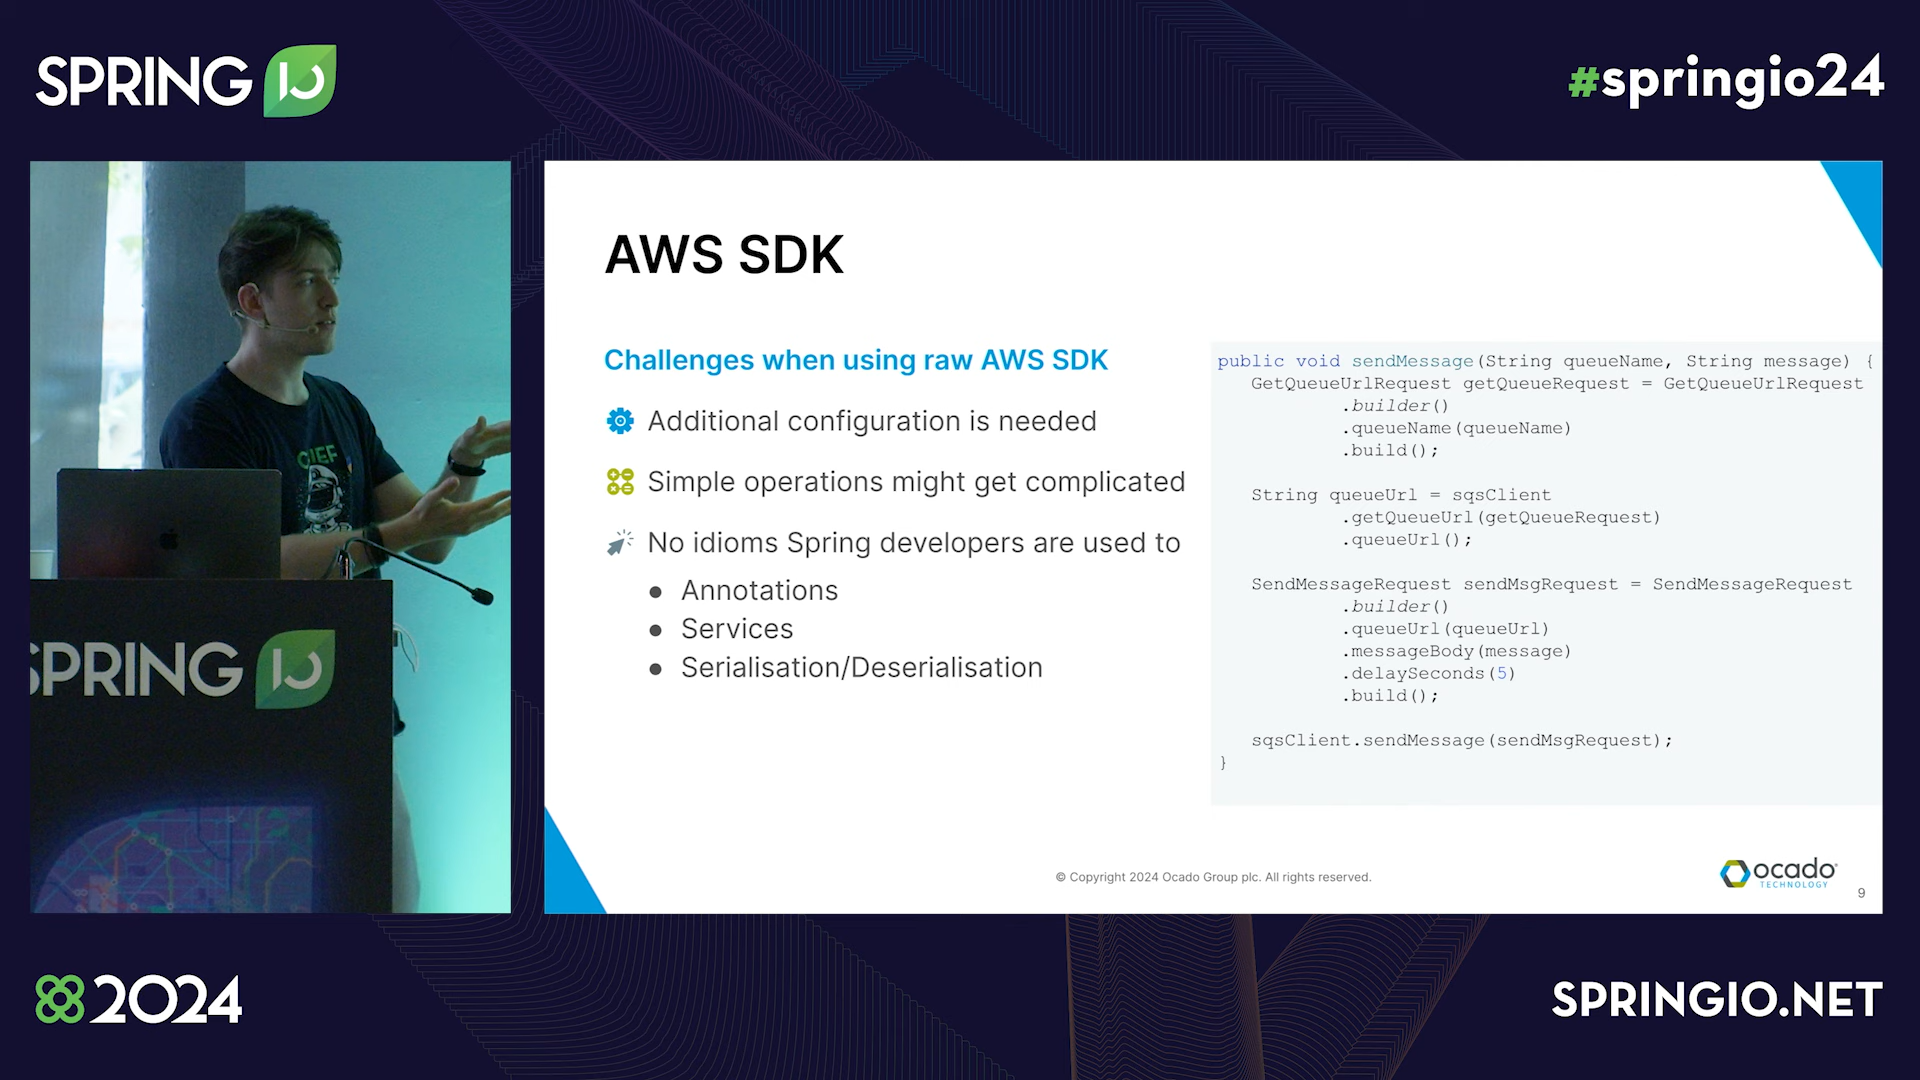 SPRING IO
#springio24
CHIEF
SPRING IO
AWS SDK
Challenges when using raw AWS SDK
Additional configuration is needed
Simple operations might get complicated
No idioms Spring developers are used to
● Annotations
● Services
● Serialisation/Deserialisation
public void sendMessage(String queueName, String message) {
    GetQueueUrlRequest getQueueRequest = GetQueueUrlRequest
            .builder()
            .queueName(queueName)
            .build();
    String queueUrl = sqsClient
            .getQueueUrl(getQueueRequest)
            .queueUrl();
    SendMessageRequest sendMsgRequest = SendMessageRequest
            .builder()
            .queueUrl(queueUrl)
            .messageBody(message)
            .delaySeconds(5)
            .build();
    sqsClient.sendMessage(sendMsgRequest);
}
© Copyright 2024 Ocado Group plc. All rights reserved.
ocado
TECHNOLOGY
9
2024
SPRINGIO.NET